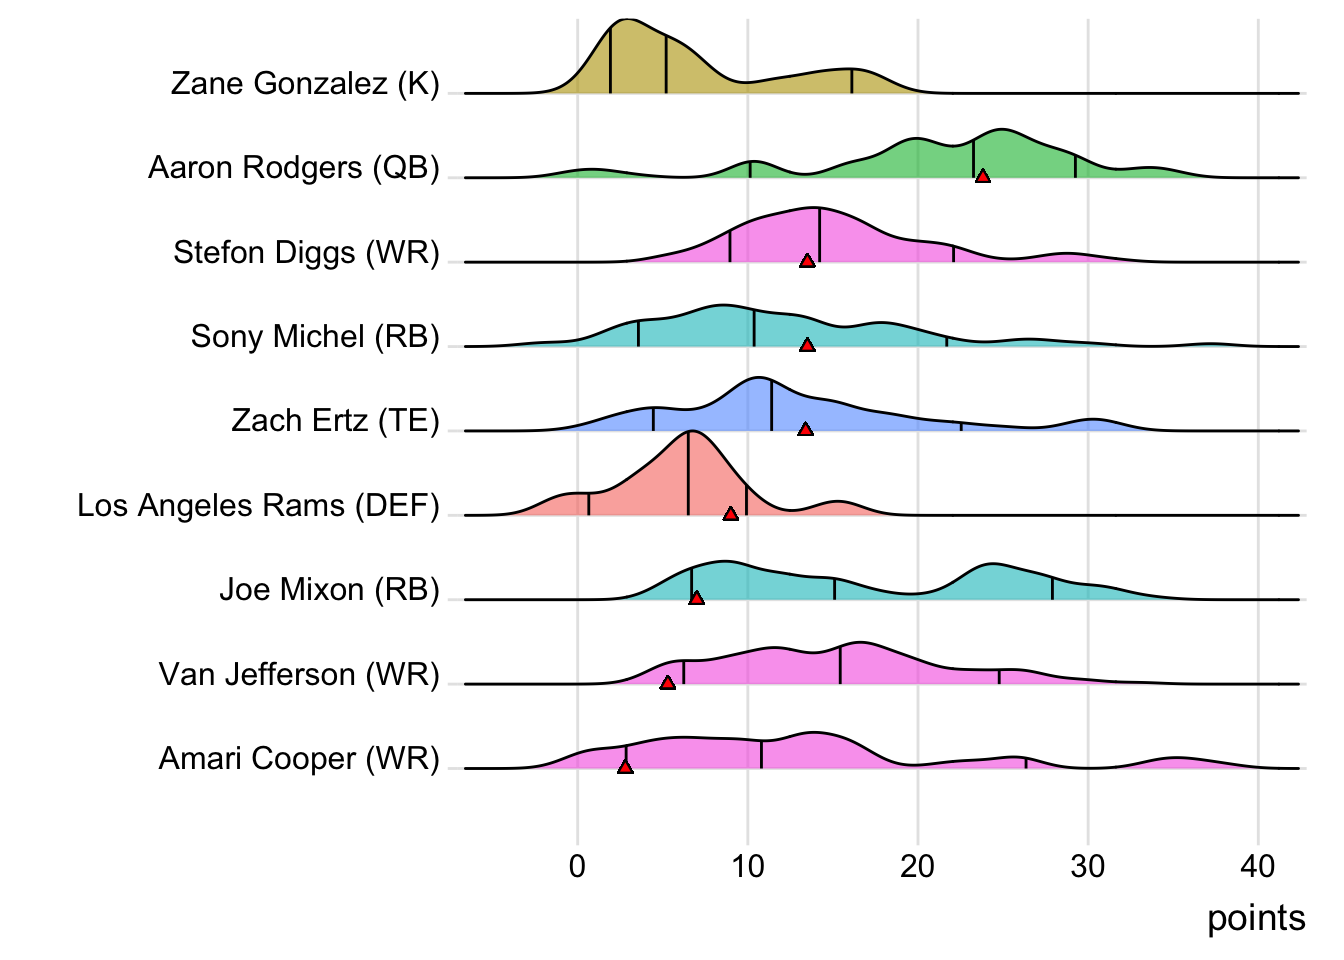 Zane Gonzalez (K)
Aaron Rodgers (QB)
Stefon Diggs (WR)
Sony Michel (RB)
Zach Ertz (TE)
Los Angeles Rams (DEF)
Joe Mixon (RB)
Van Jefferson (WR)
Amari Cooper (WR)
0 10 20 30 40
points